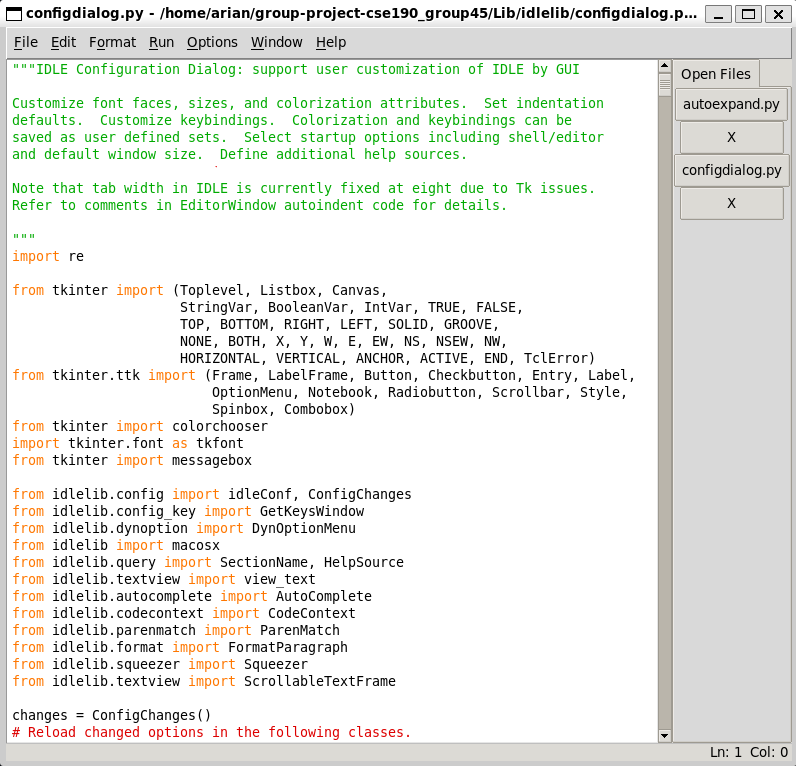 configdialog.py - /home/arian/group-project-cse190_group45/Lib/idlelib/configdialog.p...
File Edit Format Run Options Window Help
"""IDLE Configuration Dialog: support user customization of IDLE by GUI
Customize font faces, sizes, and colorization attributes.  Set indentation
defaults.  Customize keybindings.  Colorization and keybindings can be
saved as user defined sets.  Select startup options including shell/editor
and default window size.  Define additional help sources.
Note that tab width in IDLE is currently fixed at eight due to Tk issues.
Refer to comments in EditorWindow autoindent code for details.
"""
import re
from tkinter import (Toplevel, Listbox, Canvas,
StringVar, BooleanVar, IntVar, TRUE, FALSE,
TOP, BOTTOM, RIGHT, LEFT, SOLID, GROOVE,
NONE, BOTH, X, Y, W, E, EW, NS, NSEW, NW,
HORIZONTAL, VERTICAL, ANCHOR, ACTIVE, END, TclError)
from tkinter.ttk import (Frame, LabelFrame, Button, Checkbutton, Entry, Label,
OptionMenu, Notebook, Radiobutton, Scrollbar, Style,
Spinbox, Combobox)
from tkinter import colorchooser
import tkinter.font as tkfont
from tkinter import messagebox
from idlelib.config import idleConf, ConfigChanges
from idlelib.config_key import GetKeysWindow
from idlelib.dynoption import DynOptionMenu
from idlelib import macosx
from idlelib.query import SectionName, HelpSource
from idlelib.textview import view_text
from idlelib.autocomplete import AutoComplete
from idlelib.codecontext import CodeContext
from idlelib.parenmatch import ParenMatch
from idlelib.format import FormatParagraph
from idlelib.squeezer import Squeezer
from idlelib.textview import ScrollableTextFrame
changes = ConfigChanges()
# Reload changed options in the following classes.
Open Files
autoexpand.py
X
configdialog.py
X
Ln: 1 Col: 0